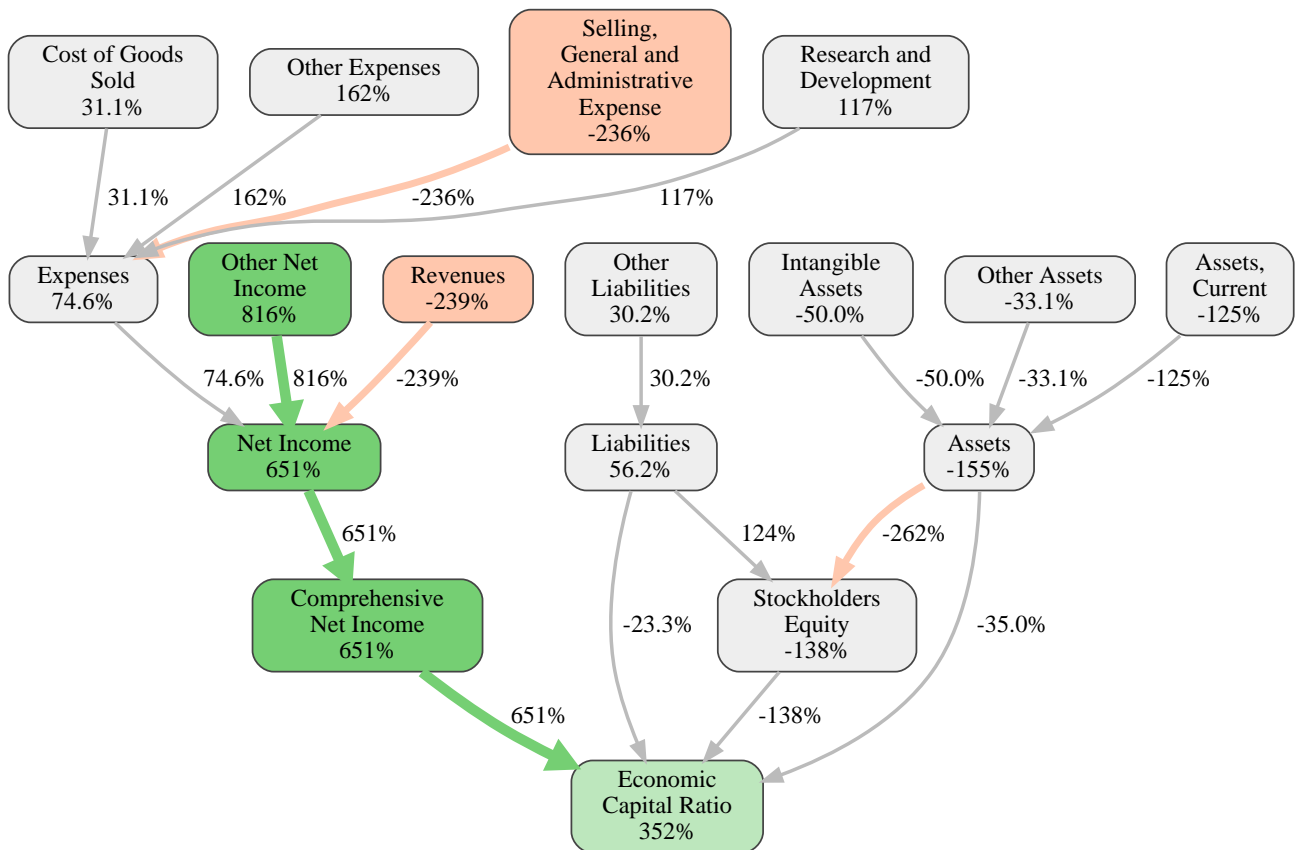 Cost of Goods
Sold
31.1%
Other Expenses
162%
Selling,
General and
Administrative
Expense
-236%
Research and
Development
117%
31.1%
162%
-236%
117%
Expenses
74.6%
Other Net
Income
816%
Revenues
-239%
Other
Liabilities
30.2%
Intangible
Assets
-50.0%
Other Assets
-33.1%
Assets,
Current
-125%
74.6%
816%
-239%
30.2%
-50.0%
-33.1%
-125%
Net Income
651%
Liabilities
56.2%
Assets
-155%
651%
124%
-262%
Comprehensive
Net Income
651%
-23.3%
Stockholders
Equity
-138%
-35.0%
651%
-138%
Economic
Capital Ratio
352%